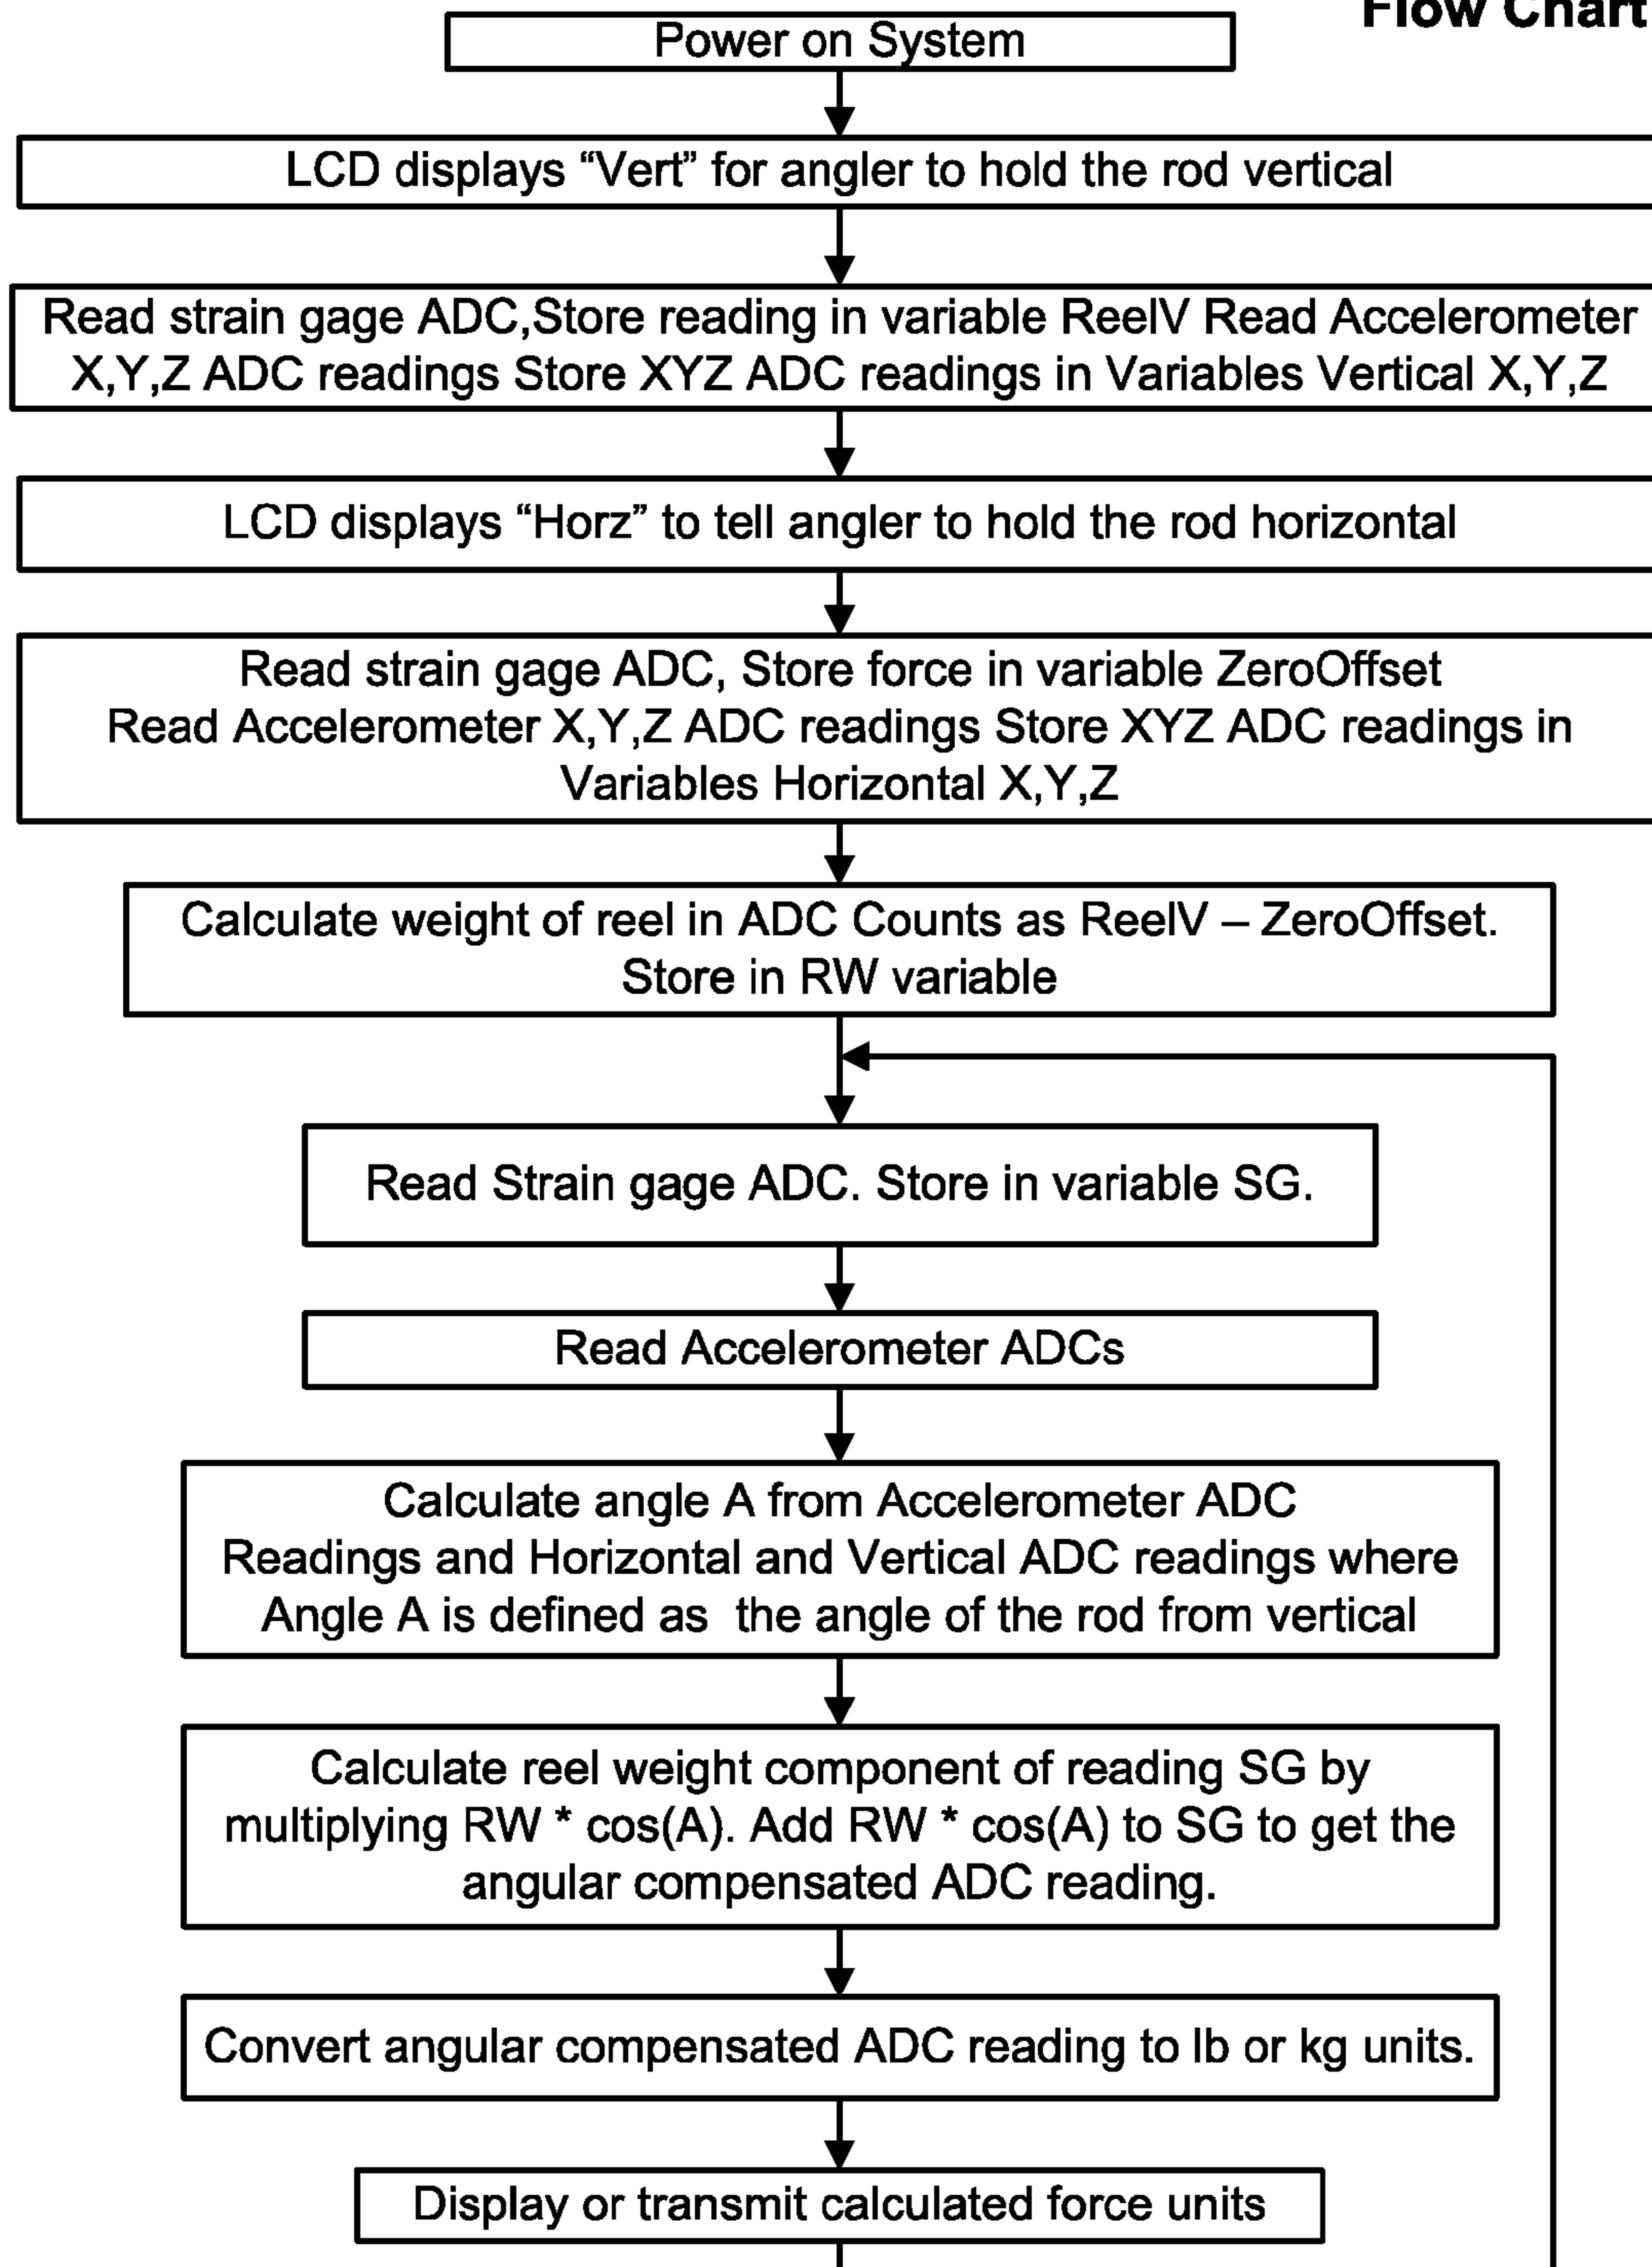 Flow Chart
Power on System
LCD displays “Vert” for angler to hold the rod vertical
Read strain gage ADC,Store reading in variable ReelV Read Accelerometer
X,Y,Z ADC readings Store XYZ ADC readings in Variables Vertical X,Y,Z
LCD displays “Horz” to tell angler to hold the rod horizontal
Read strain gage ADC, Store force in variable ZeroOffset
Read Accelerometer X,Y,Z ADC readings Store XYZ ADC readings in
Variables Horizontal X,Y,Z
Calculate weight of reel in ADC Counts as ReelV – ZeroOffset.
Store in RW variable
Read Strain gage ADC. Store in variable SG.
Read Accelerometer ADCs
Calculate angle A from Accelerometer ADC
Readings and Horizontal and Vertical ADC readings where
Angle A is defined as  the angle of the rod from vertical
Calculate reel weight component of reading SG by
multiplying RW * cos(A). Add RW * cos(A) to SG to get the
angular compensated ADC reading.
Convert angular compensated ADC reading to lb or kg units.
Display or transmit calculated force units